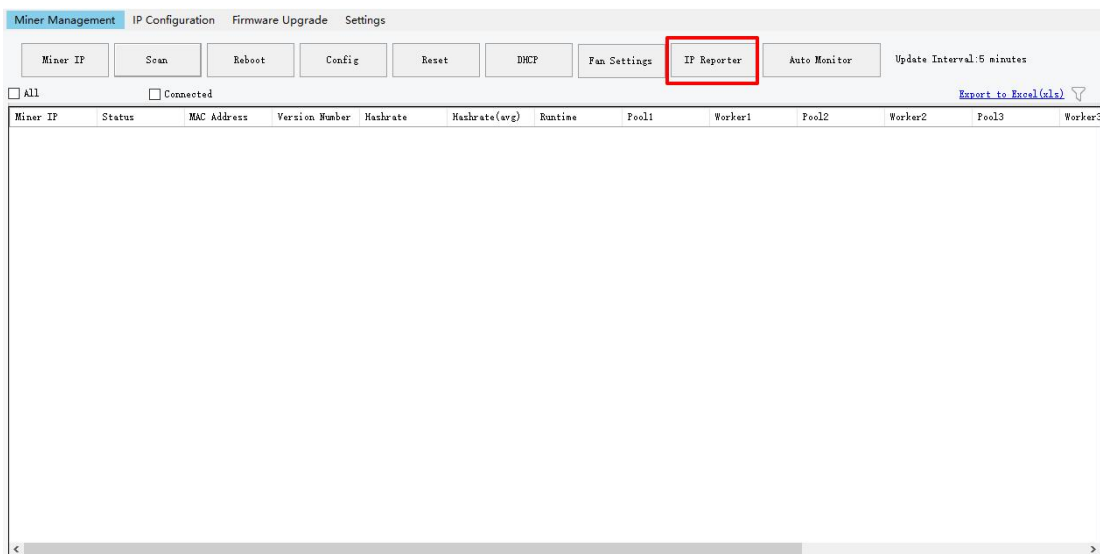 Miner Management IP Configuration Firmware Upgrade Settings
Miner IP Scan Reboot Config Reset DHCP Fan Settings IP Reporter Auto Monitor Update Interval:5 minutes
All Connected Export to Excel(xls)
Miner IP Status MAC Address Version Number Hashrate Hashrate(avg) Runtime Pool1 Worker1 Pool2 Worker2 Pool3 Worker3